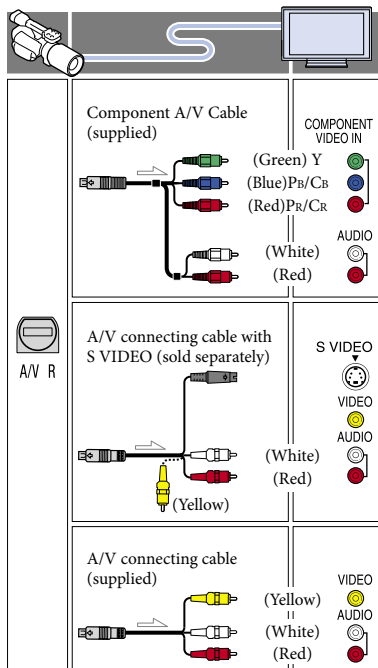 Component A/V Cable
(supplied)
COMPONENT
VIDEO IN
(Green) Y
(Blue)PB/CB
(Red)PR/CR
AUDIO
(White)
(Red)
A/V R
A/V connecting cable with
S VIDEO (sold separately)
S VIDEO
VIDEO
AUDIO
(White)
(Red)
(Yellow)
A/V connecting cable
(supplied)
VIDEO
(Yellow)
AUDIO
(White)
(Red)